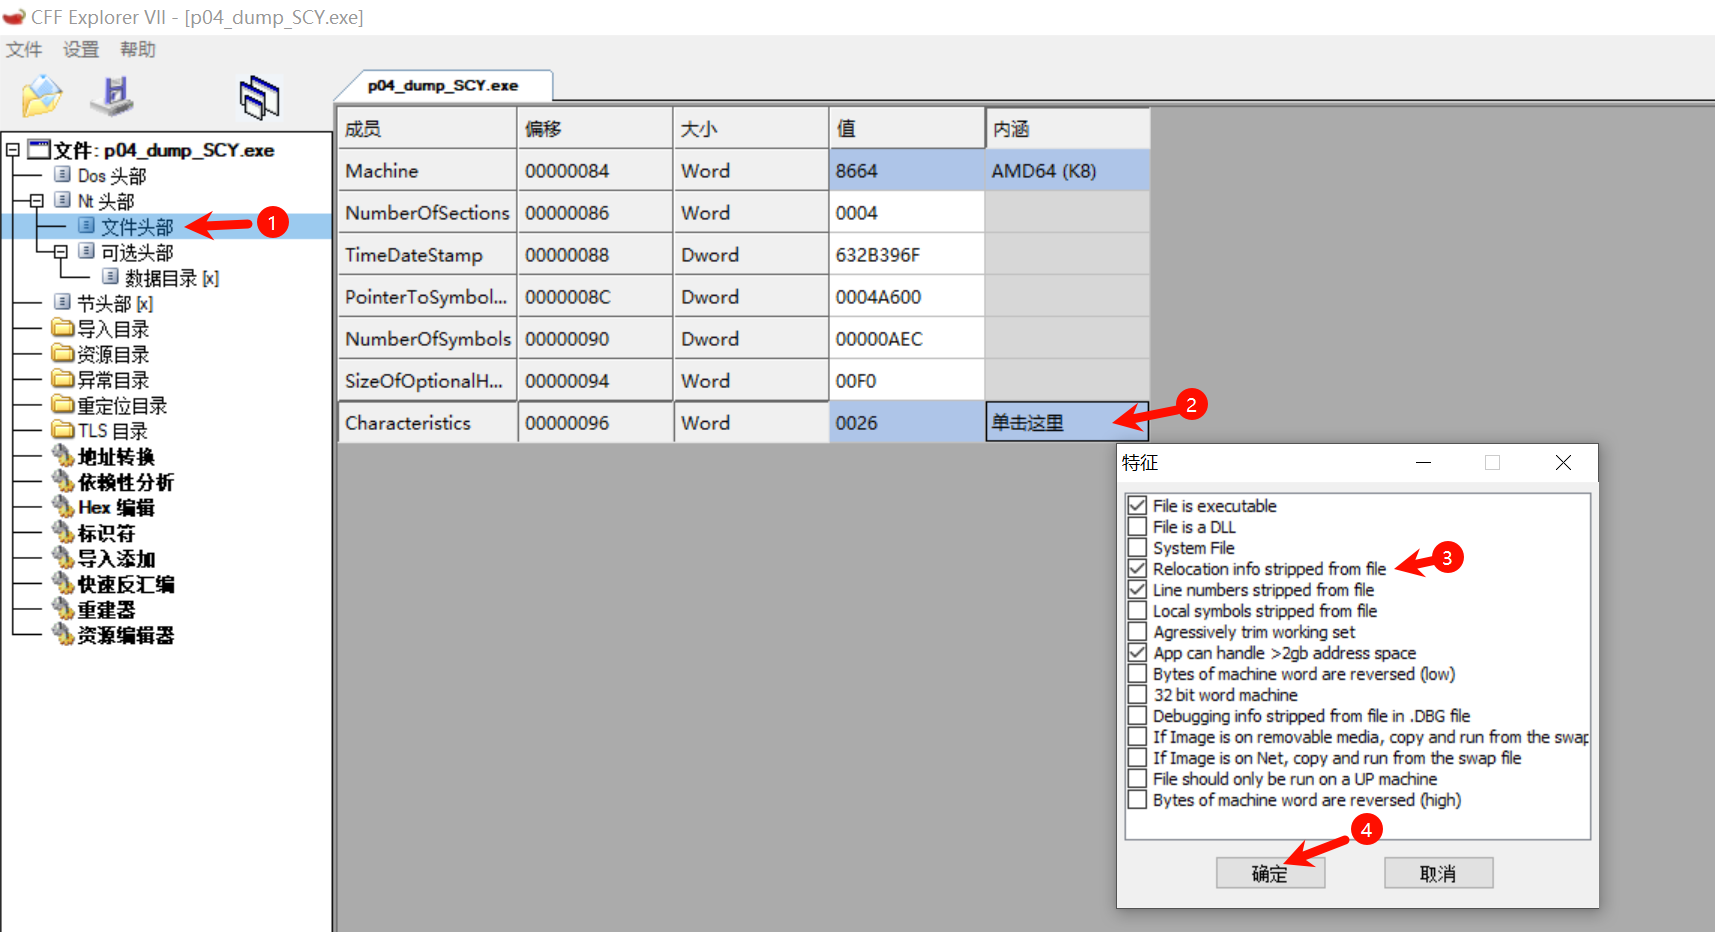 CFF Explorer VII - [p04_dump_SCY.exe]
文件 设置 帮助
p04_dump_SCY.exe
文件: p04_dump_SCY.exe
Dos 头部
Nt 头部
文件头部
1
可选头部
数据目录 [x]
节头部 [x]
导入目录
资源目录
异常目录
重定位目录
TLS 目录
地址转换
依赖性分析
Hex 编辑
标识符
导入添加
快速反汇编
重建器
资源编辑器
成员 偏移 大小 值 内涵
Machine 00000084 Word 8664 AMD64 (K8)
NumberOfSections 00000086 Word 0004
TimeDateStamp 00000088 Dword 632B396F
PointerToSymbol... 0000008C Dword 0004A600
NumberOfSymbols 00000090 Dword 00000AEC
SizeOfOptionalH... 00000094 Word 00F0
Characteristics 00000096 Word 0026 单击这里
2
特征
File is executable
File is a DLL
System File
Relocation info stripped from file
3
Line numbers stripped from file
Local symbols stripped from file
Agressively trim working set
App can handle >2gb address space
Bytes of machine word are reversed (low)
32 bit word machine
Debugging info stripped from file in .DBG file
If Image is on removable media, copy and run from the swap
If Image is on Net, copy and run from the swap file
File should only be run on a UP machine
Bytes of machine word are reversed (high)
4
确定 取消